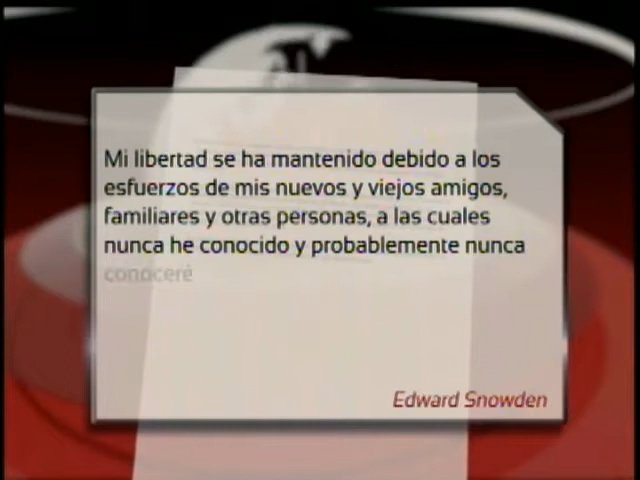 Mi libertad se ha mantenido debido a los
esfuerzos de mis nuevos y viejos amigos,
familiares y otras personas, a las cuales
nunca he conocido y probablemente nunca
conoceré
Edward Snowden